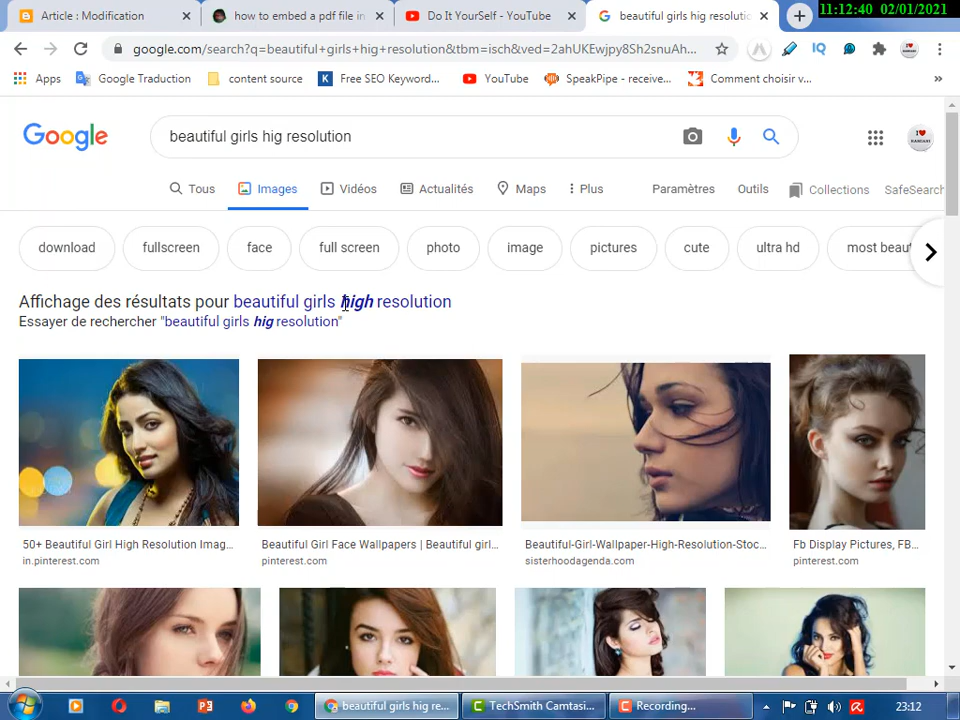 Article : Modification
how to embed a pdf file in
Do It YourSelf - YouTube
beautiful girls hig resolutio
11:12:40 02/01/2021
google.com/search?q=beautiful+girls+hig+resolution&tbm=isch&ved=2ahUKEwjpy8Sh2snuAh...
Apps
Google Traduction
content source
Free SEO Keyword...
YouTube
SpeakPipe - receive...
Comment choisir v...
»
Google
beautiful girls hig resolution
Tous
Images
Vidéos
Actualités
Maps
Plus
Paramètres
Outils
Collections
SafeSearch
download
fullscreen
face
full screen
photo
image
pictures
cute
ultra hd
most beau
Affichage des résultats pour beautiful girls high resolution
Essayer de rechercher "beautiful girls hig resolution"
50+ Beautiful Girl High Resolution Imag...
in.pinterest.com
Beautiful Girl Face Wallpapers | Beautiful girl...
pinterest.com
Beautiful-Girl-Wallpaper-High-Resolution-Stoc...
sisterhoodagenda.com
Fb Display Pictures, FB...
pinterest.com
beautiful girls hig re...
TechSmith Camtasi...
Recording...
23:12